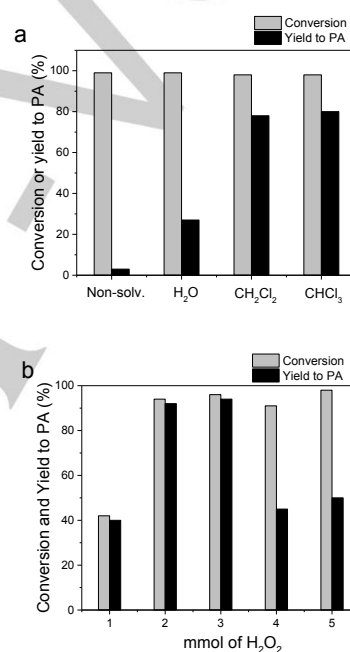 a
Conversion
Yield to PA
Conversion or yield to PA (%)
100
80
60
40
20
0
Non-solv. H₂O CH₂Cl₂ CHCl₃
b
Conversion
Yield to PA
Conversion and Yield to PA (%)
100
80
60
40
20
0
1 2 3 4 5
mmol of H₂O₂